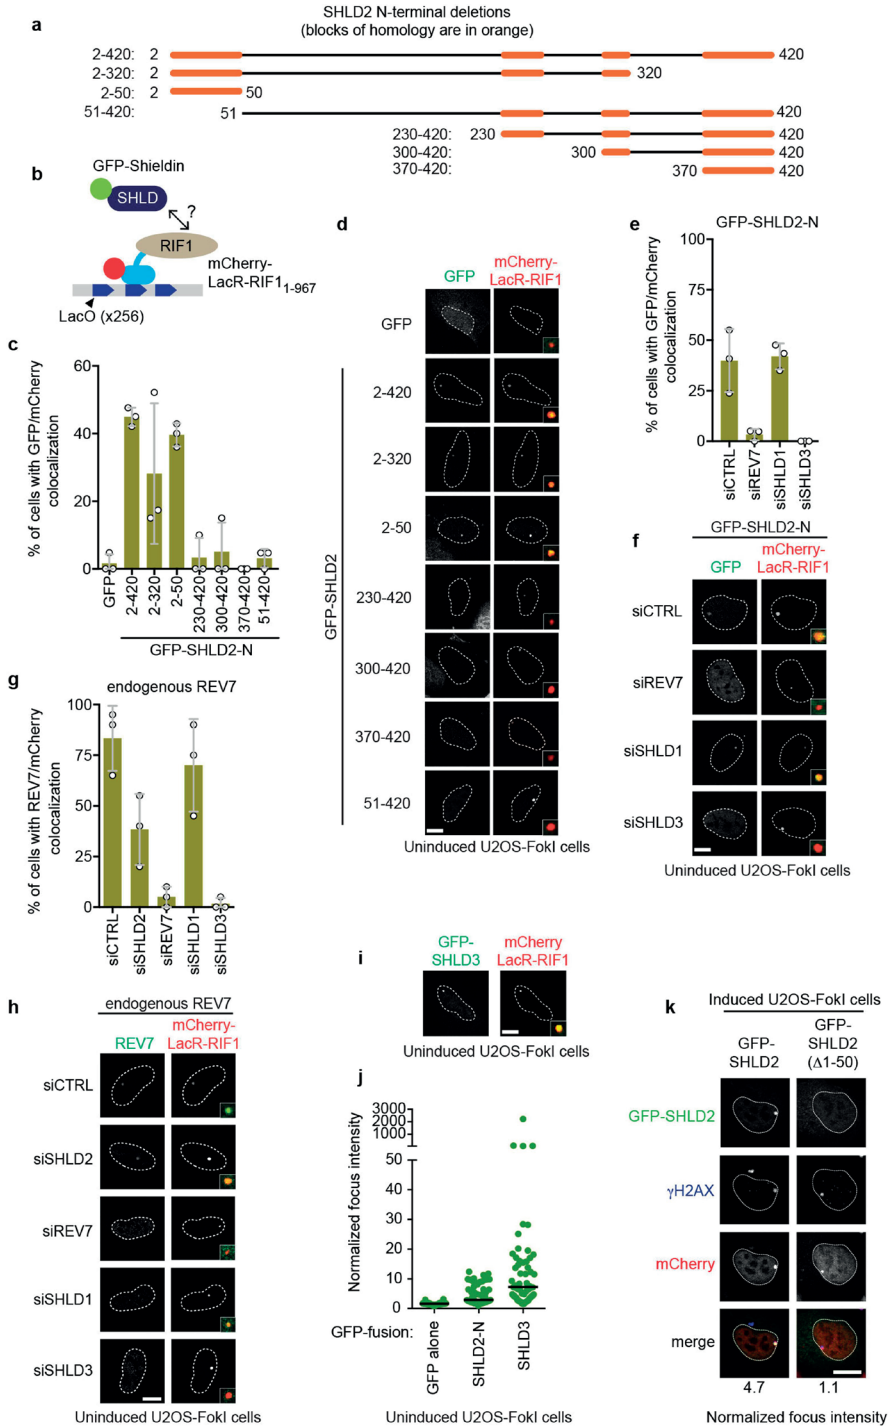 a
SHLD2 N-terminal deletions
(blocks of homology are in orange)
2-420: 2 420
2-320: 2 320
2-50: 2 50
51-420: 51 420
230-420: 230 420
300-420: 300 420
370-420: 370 420
b
GFP-Shieldin
SHLD
?
RIF1
mCherry-
LacR-RIF1 1-967
LacO (x256)
c
% of cells with GFP/mCherry
colocalization
60
40
20
0
GFP
2-420
2-320
2-50
230-420
300-420
370-420
51-420
GFP-SHLD2-N
d
GFP
mCherry-
LacR-RIF1
GFP
GFP-SHLD2
2-420
2-320
2-50
230-420
300-420
370-420
51-420
Uninduced U2OS-FokI cells
e
GFP-SHLD2-N
% of cells with GFP/mCherry
colocalization
100
75
50
25
0
siCTRL
siREV7
siSHLD1
siSHLD3
f
GFP-SHLD2-N
GFP
mCherry-
LacR-RIF1
siCTRL
siREV7
siSHLD1
siSHLD3
Uninduced U2OS-FokI cells
g
endogenous REV7
% of cells with REV7/mCherry
colocalization
100
75
50
25
0
siCTRL
siSHLD2
siREV7
siSHLD1
siSHLD3
h
endogenous REV7
REV7
mCherry-
LacR-RIF1
siCTRL
siSHLD2
siREV7
siSHLD1
siSHLD3
Uninduced U2OS-FokI cells
i
GFP-
SHLD3
mCherry
LacR-RIF1
Uninduced U2OS-FokI cells
j
Normalized focus intensity
3000
2000
1000
50
40
30
20
10
0
GFP-fusion:
GFP alone
SHLD2-N
SHLD3
Uninduced U2OS-FokI cells
k
Induced U2OS-FokI cells
GFP-
SHLD2
GFP-
SHLD2
(Δ1-50)
GFP-SHLD2
γH2AX
mCherry
merge
4.7 1.1
Normalized focus intensity